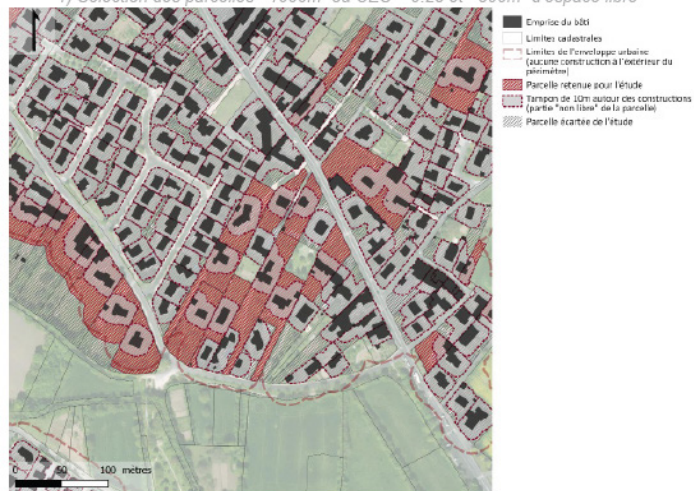 Emprise du bâti
Limites cadastrales
Limites de l'enveloppe urbaine
(aucune construction à l'extérieur du
périmètre)
Parcelle retenue pour l'étude
Tampon de 10m autour des constructions
(partie "non libre" de la parcelle)
Parcelle écartée de l'étude
0 50 100 mètres